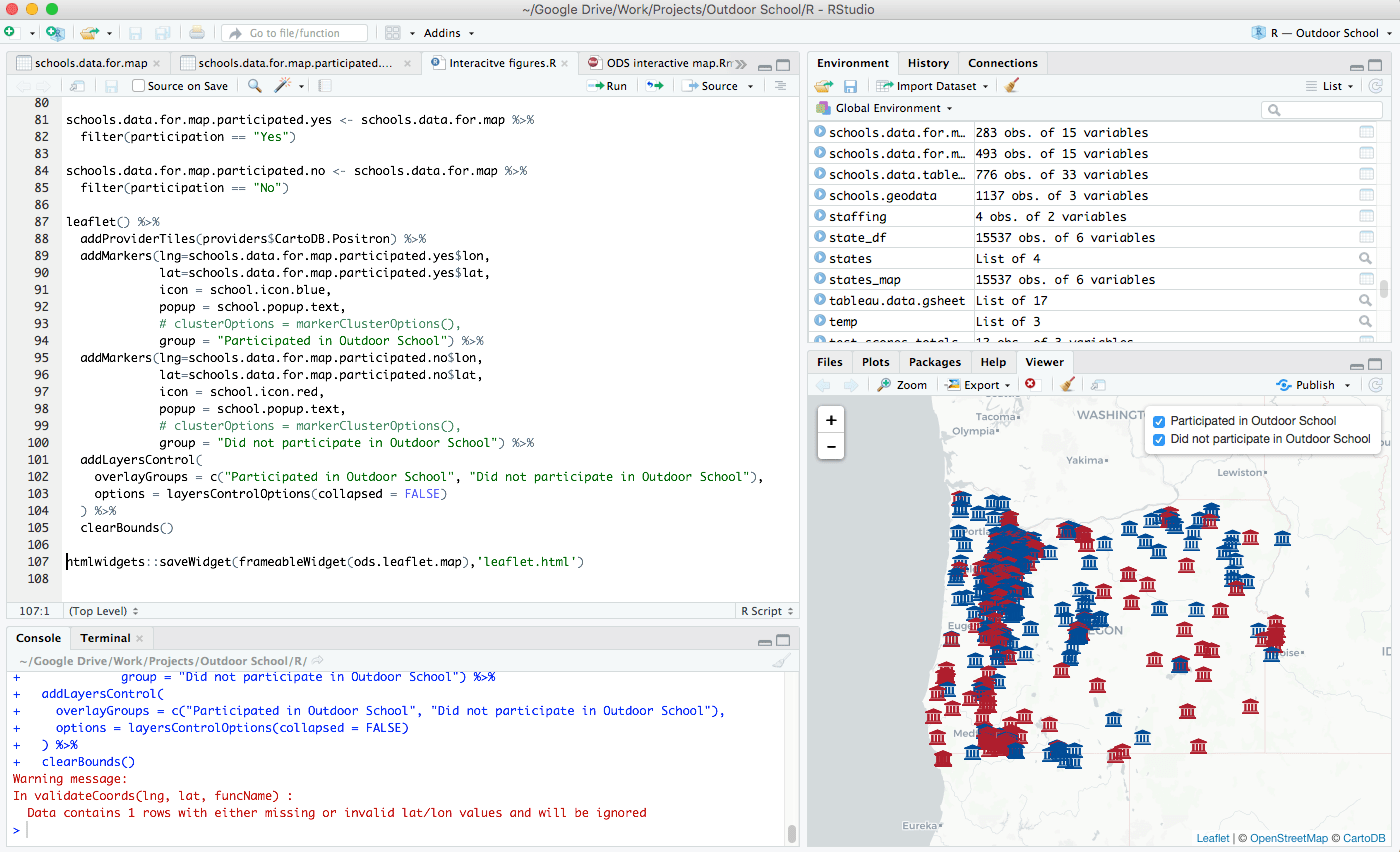 ~/Google Drive/Work/Projects/Outdoor School/R - RStudio
Go to file/function
Addins
R — Outdoor School
schools.data.for.map
schools.data.for.map.participated....
Interacitve figures.R
ODS interactive map.Rm
Source on Save
Run
Source
80
81 schools.data.for.map.participated.yes <- schools.data.for.map %>%
82 filter(participation == "Yes")
83
84 schools.data.for.map.participated.no <- schools.data.for.map %>%
85 filter(participation == "No")
86
87 leaflet() %>%
88 addProviderTiles(providers$CartoDB.Positron) %>%
89 addMarkers(lng=schools.data.for.map.participated.yes$lon,
90 lat=schools.data.for.map.participated.yes$lat,
91 icon = school.icon.blue,
92 popup = school.popup.text,
93 # clusterOptions = markerClusterOptions(),
94 group = "Participated in Outdoor School") %>%
95 addMarkers(lng=schools.data.for.map.participated.no$lon,
96 lat=schools.data.for.map.participated.no$lat,
97 icon = school.icon.red,
98 popup = school.popup.text,
99 # clusterOptions = markerClusterOptions(),
100 group = "Did not participate in Outdoor School") %>%
101 addLayersControl(
102 overlayGroups = c("Participated in Outdoor School", "Did not participate in Outdoor School"),
103 options = layersControlOptions(collapsed = FALSE)
104 ) %>%
105 clearBounds()
106
107 htmlwidgets::saveWidget(frameableWidget(ods.leaflet.map),'leaflet.html')
108
107:1 (Top Level) R Script
Console Terminal
~/Google Drive/Work/Projects/Outdoor School/R/
+ group = "Did not participate in Outdoor School") %>%
+ addLayersControl(
+ overlayGroups = c("Participated in Outdoor School", "Did not participate in Outdoor School"),
+ options = layersControlOptions(collapsed = FALSE)
+ ) %>%
+ clearBounds()
Warning message:
In validateCoords(lng, lat, funcName) :
Data contains 1 rows with either missing or invalid lat/lon values and will be ignored
>
Environment History Connections
Import Dataset
List
Global Environment
schools.data.for.m… 283 obs. of 15 variables
schools.data.for.m… 493 obs. of 15 variables
schools.data.table… 776 obs. of 33 variables
schools.geodata 1137 obs. of 3 variables
staffing 4 obs. of 2 variables
state_df 15537 obs. of 6 variables
states List of 4
states_map 15537 obs. of 6 variables
tableau.data.gsheet List of 17
temp List of 3
test.scores.totals 12 obs. of 3 variables
Files Plots Packages Help Viewer
Zoom Export Publish
+
−
Participated in Outdoor School
Did not participate in Outdoor School
Tacoma
WASHINGT
Olympia
Yakima
Lewiston
Portla
Euge
EGON
oise
ID
Medf
Eureka
Leaflet | © OpenStreetMap © CartoDB